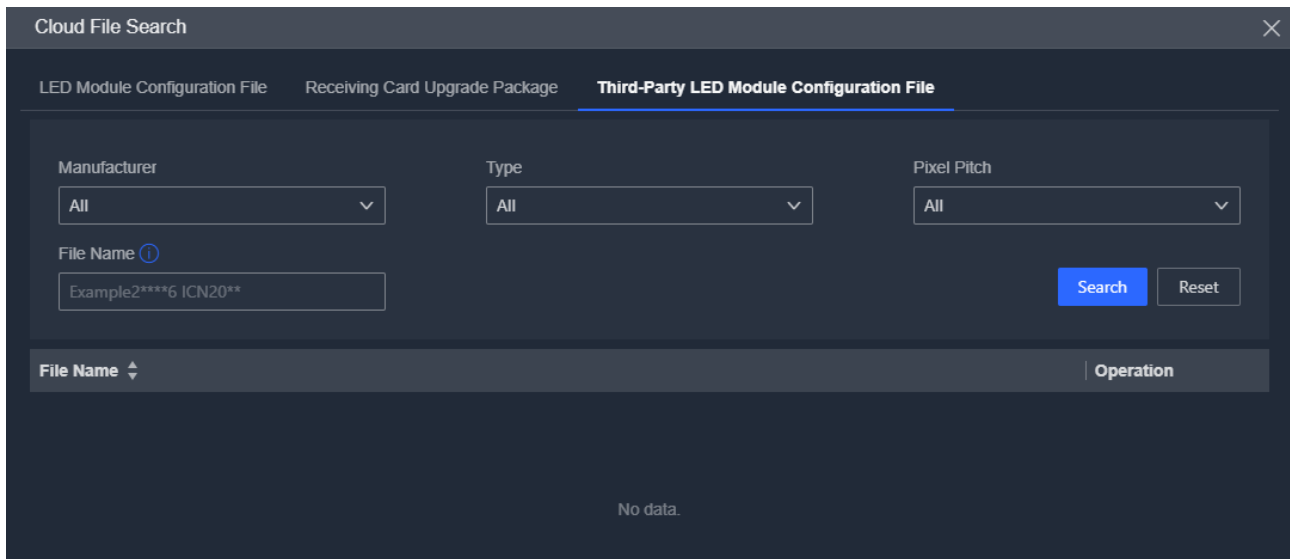 Cloud File Search
LED Module Configuration File Receiving Card Upgrade Package Third-Party LED Module Configuration File
Manufacturer Type Pixel Pitch
All All All
File Name
Example2****6 ICN20**
Search Reset
File Name Operation
No data.